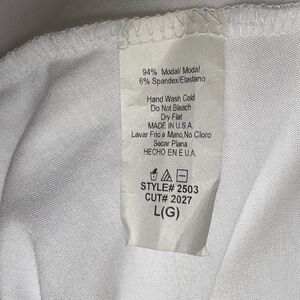 94% Modal/ Modal
6% Spandex/Elastano
Hand Wash Cold
Do Not Bleach
Dry Flat
MADE IN U.S.A.
Lavar Frio a Mano,No Cloro
Secar Plana
HECHO EN E.U.A.
STYLE# 2503
CUT# 2027
L(G)